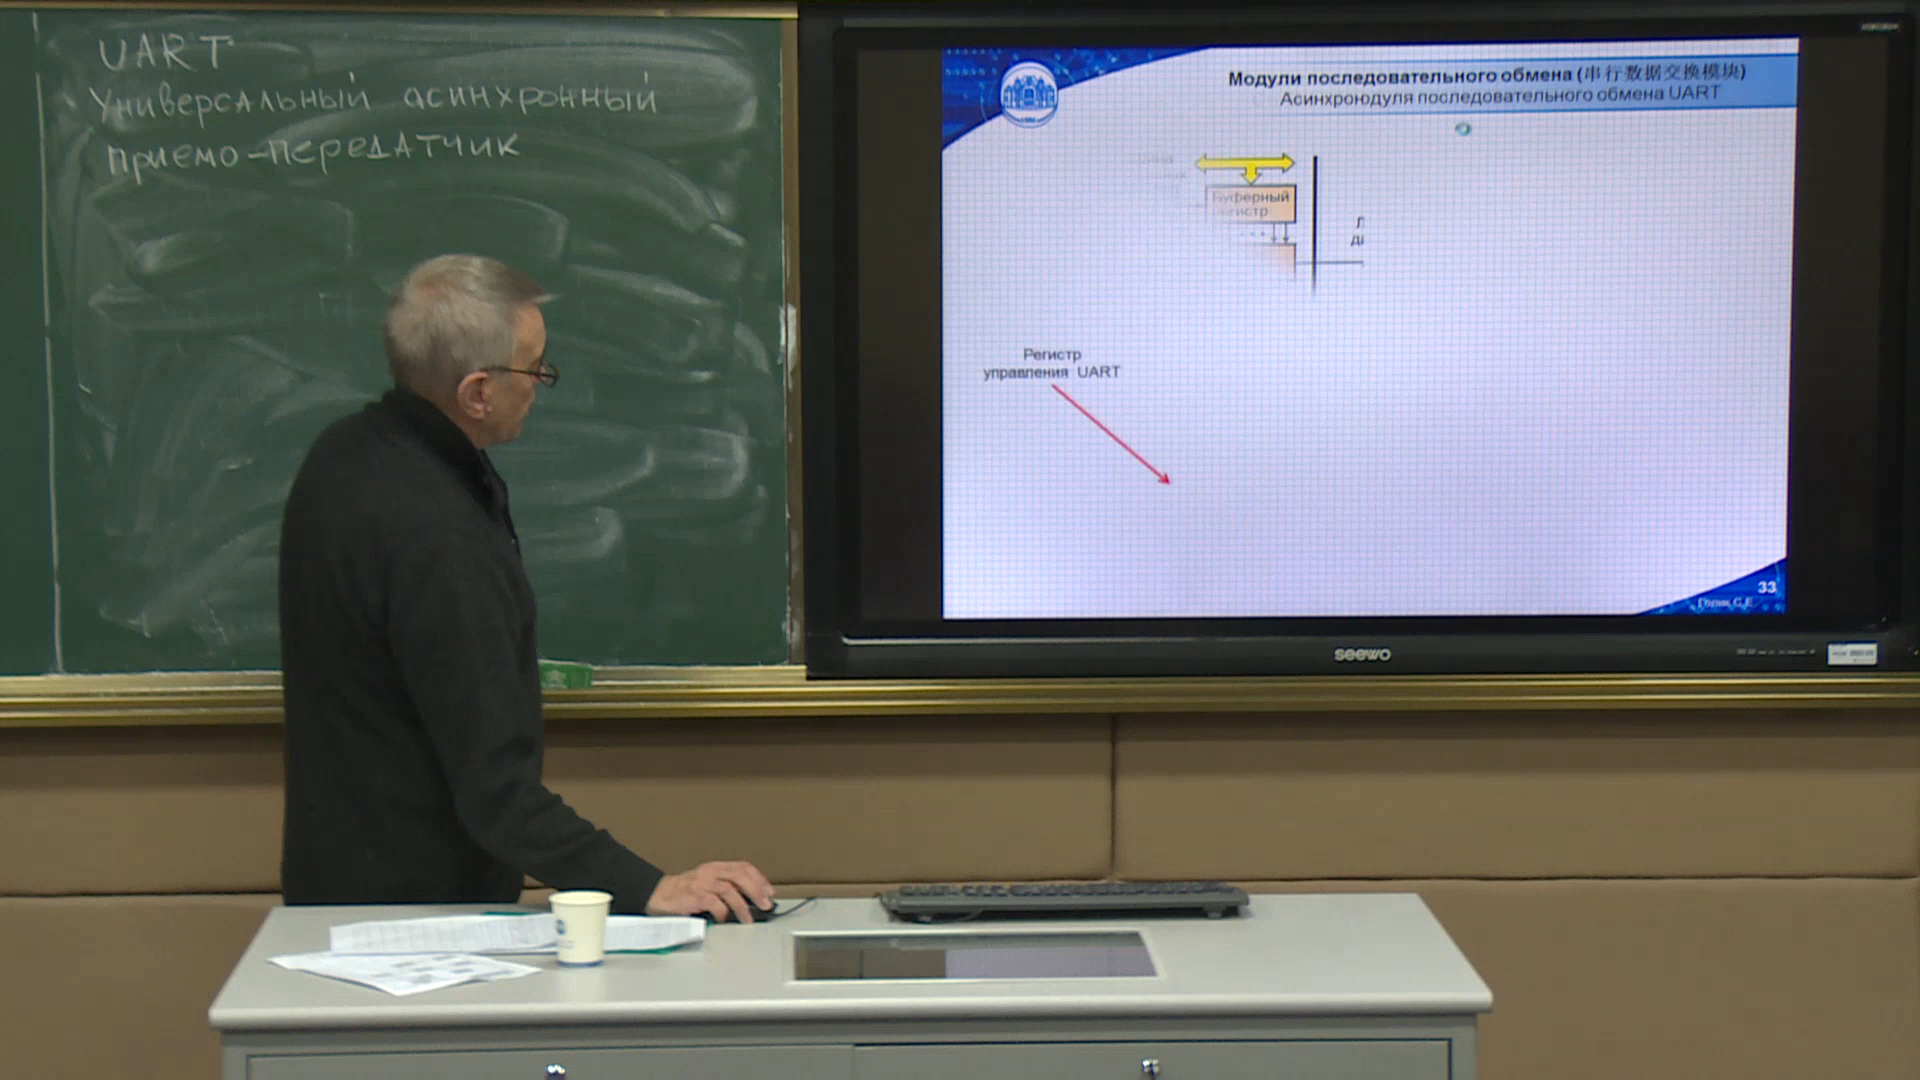 UART
Универсальный асинхронный
приемо-передатчик
Модули последовательного обмена (串行数据交换模块)
Асинхроюдуля последовательного обмена UART
Буферный
регистр
Регистр
управления UART
33
seewo